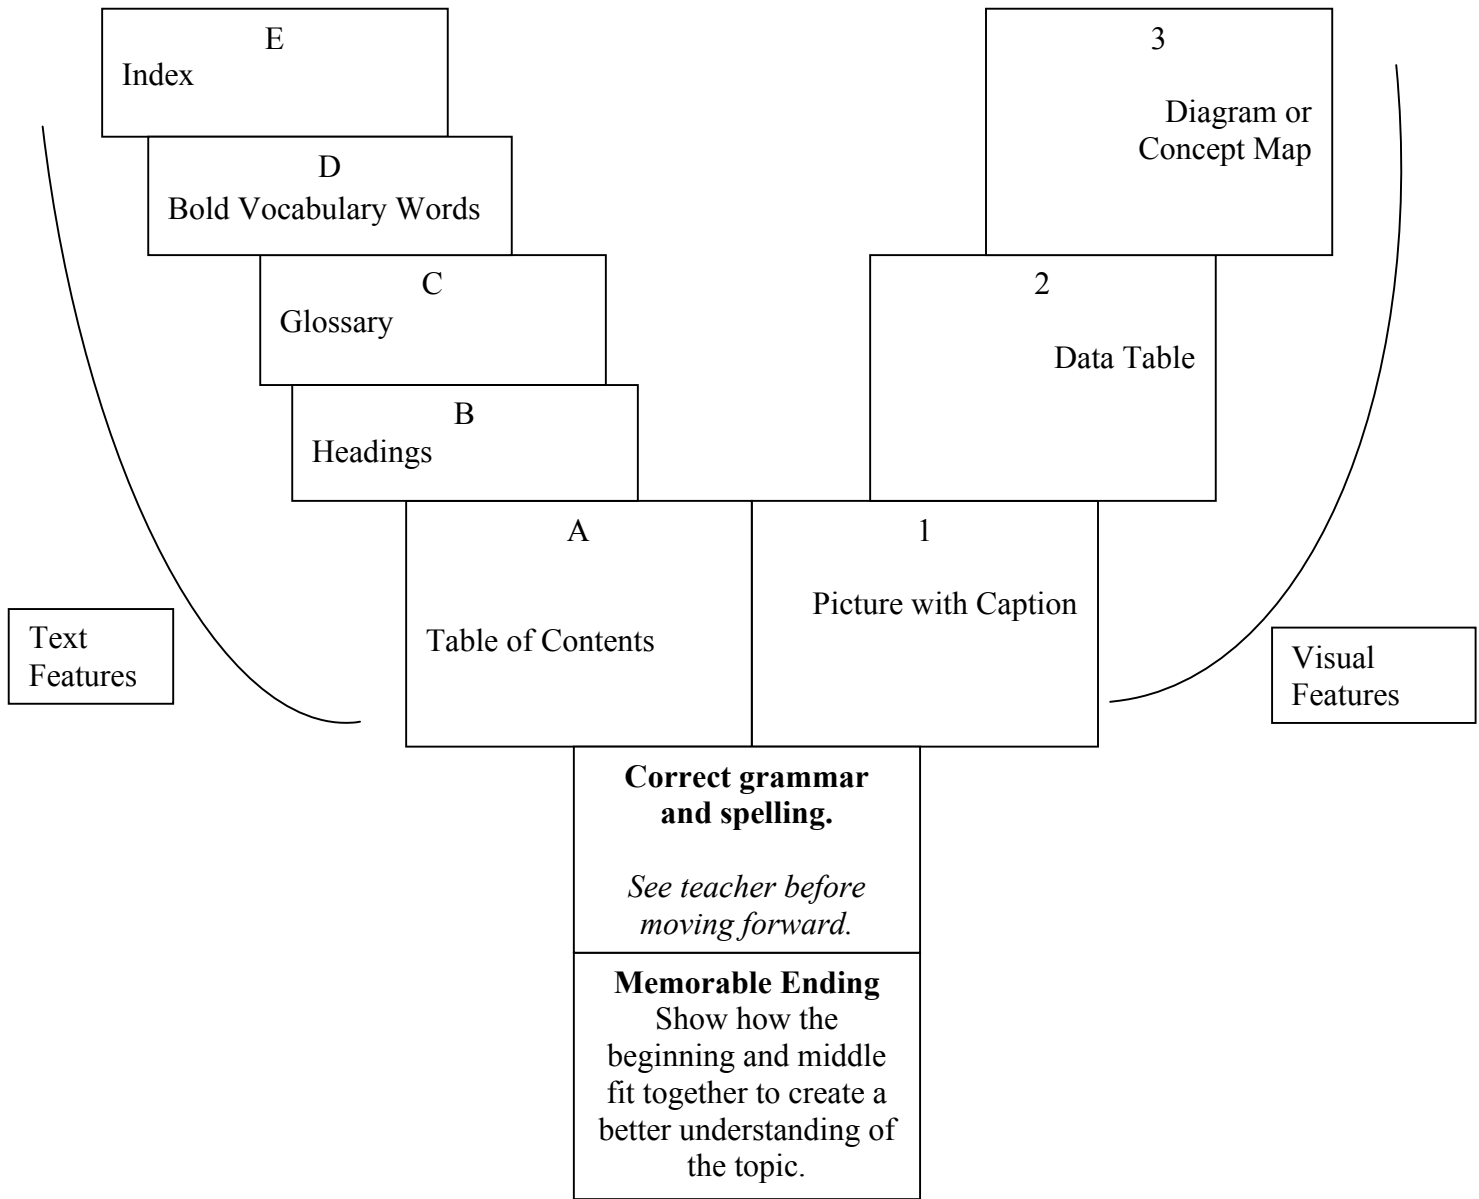 E
Index
D
Bold Vocabulary Words
C
Glossary
B
Headings
A
Table of Contents
3
Diagram or
Concept Map
2
Data Table
1
Picture with Caption
Text
Features
Visual
Features
Correct grammar
and spelling.
See teacher before
moving forward.
Memorable Ending
Show how the
beginning and middle
fit together to create a
better understanding of
the topic.